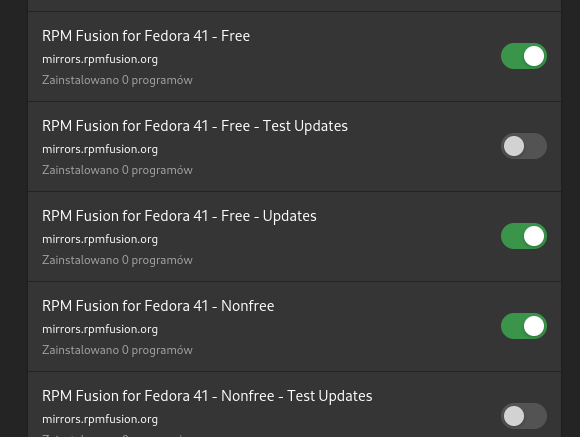 RPM Fusion for Fedora 41 - Free
mirrors.rpmfusion.org
Zainstalowano 0 programów
RPM Fusion for Fedora 41 - Free - Test Updates
mirrors.rpmfusion.org
Zainstalowano 0 programów
RPM Fusion for Fedora 41 - Free - Updates
mirrors.rpmfusion.org
Zainstalowano 0 programów
RPM Fusion for Fedora 41 - Nonfree
mirrors.rpmfusion.org
Zainstalowano 0 programów
RPM Fusion for Fedora 41 - Nonfree - Test Updates
mirrors.rpmfusion.org